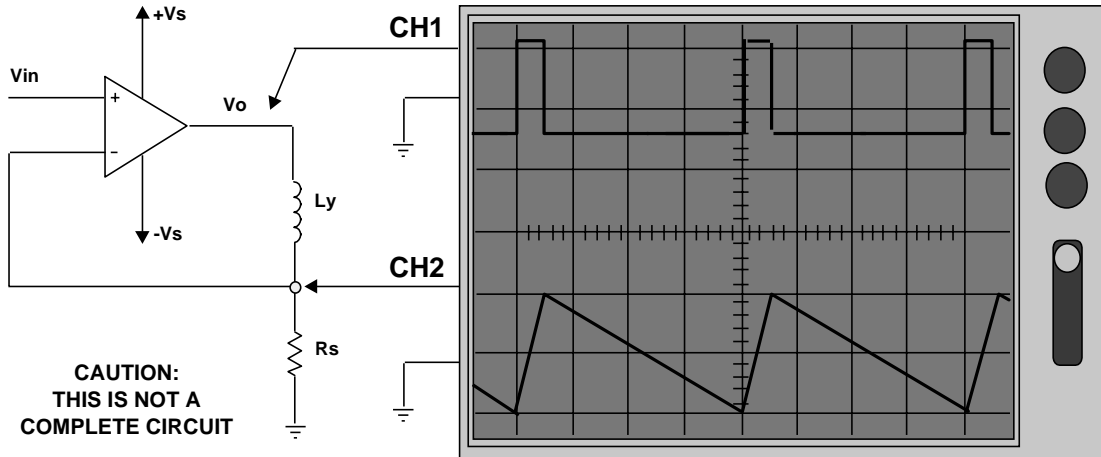 +Vs
CH1
Vin
+
Vo
−
Ly
-Vs
CH2
Rs
CAUTION:
THIS IS NOT A
COMPLETE CIRCUIT